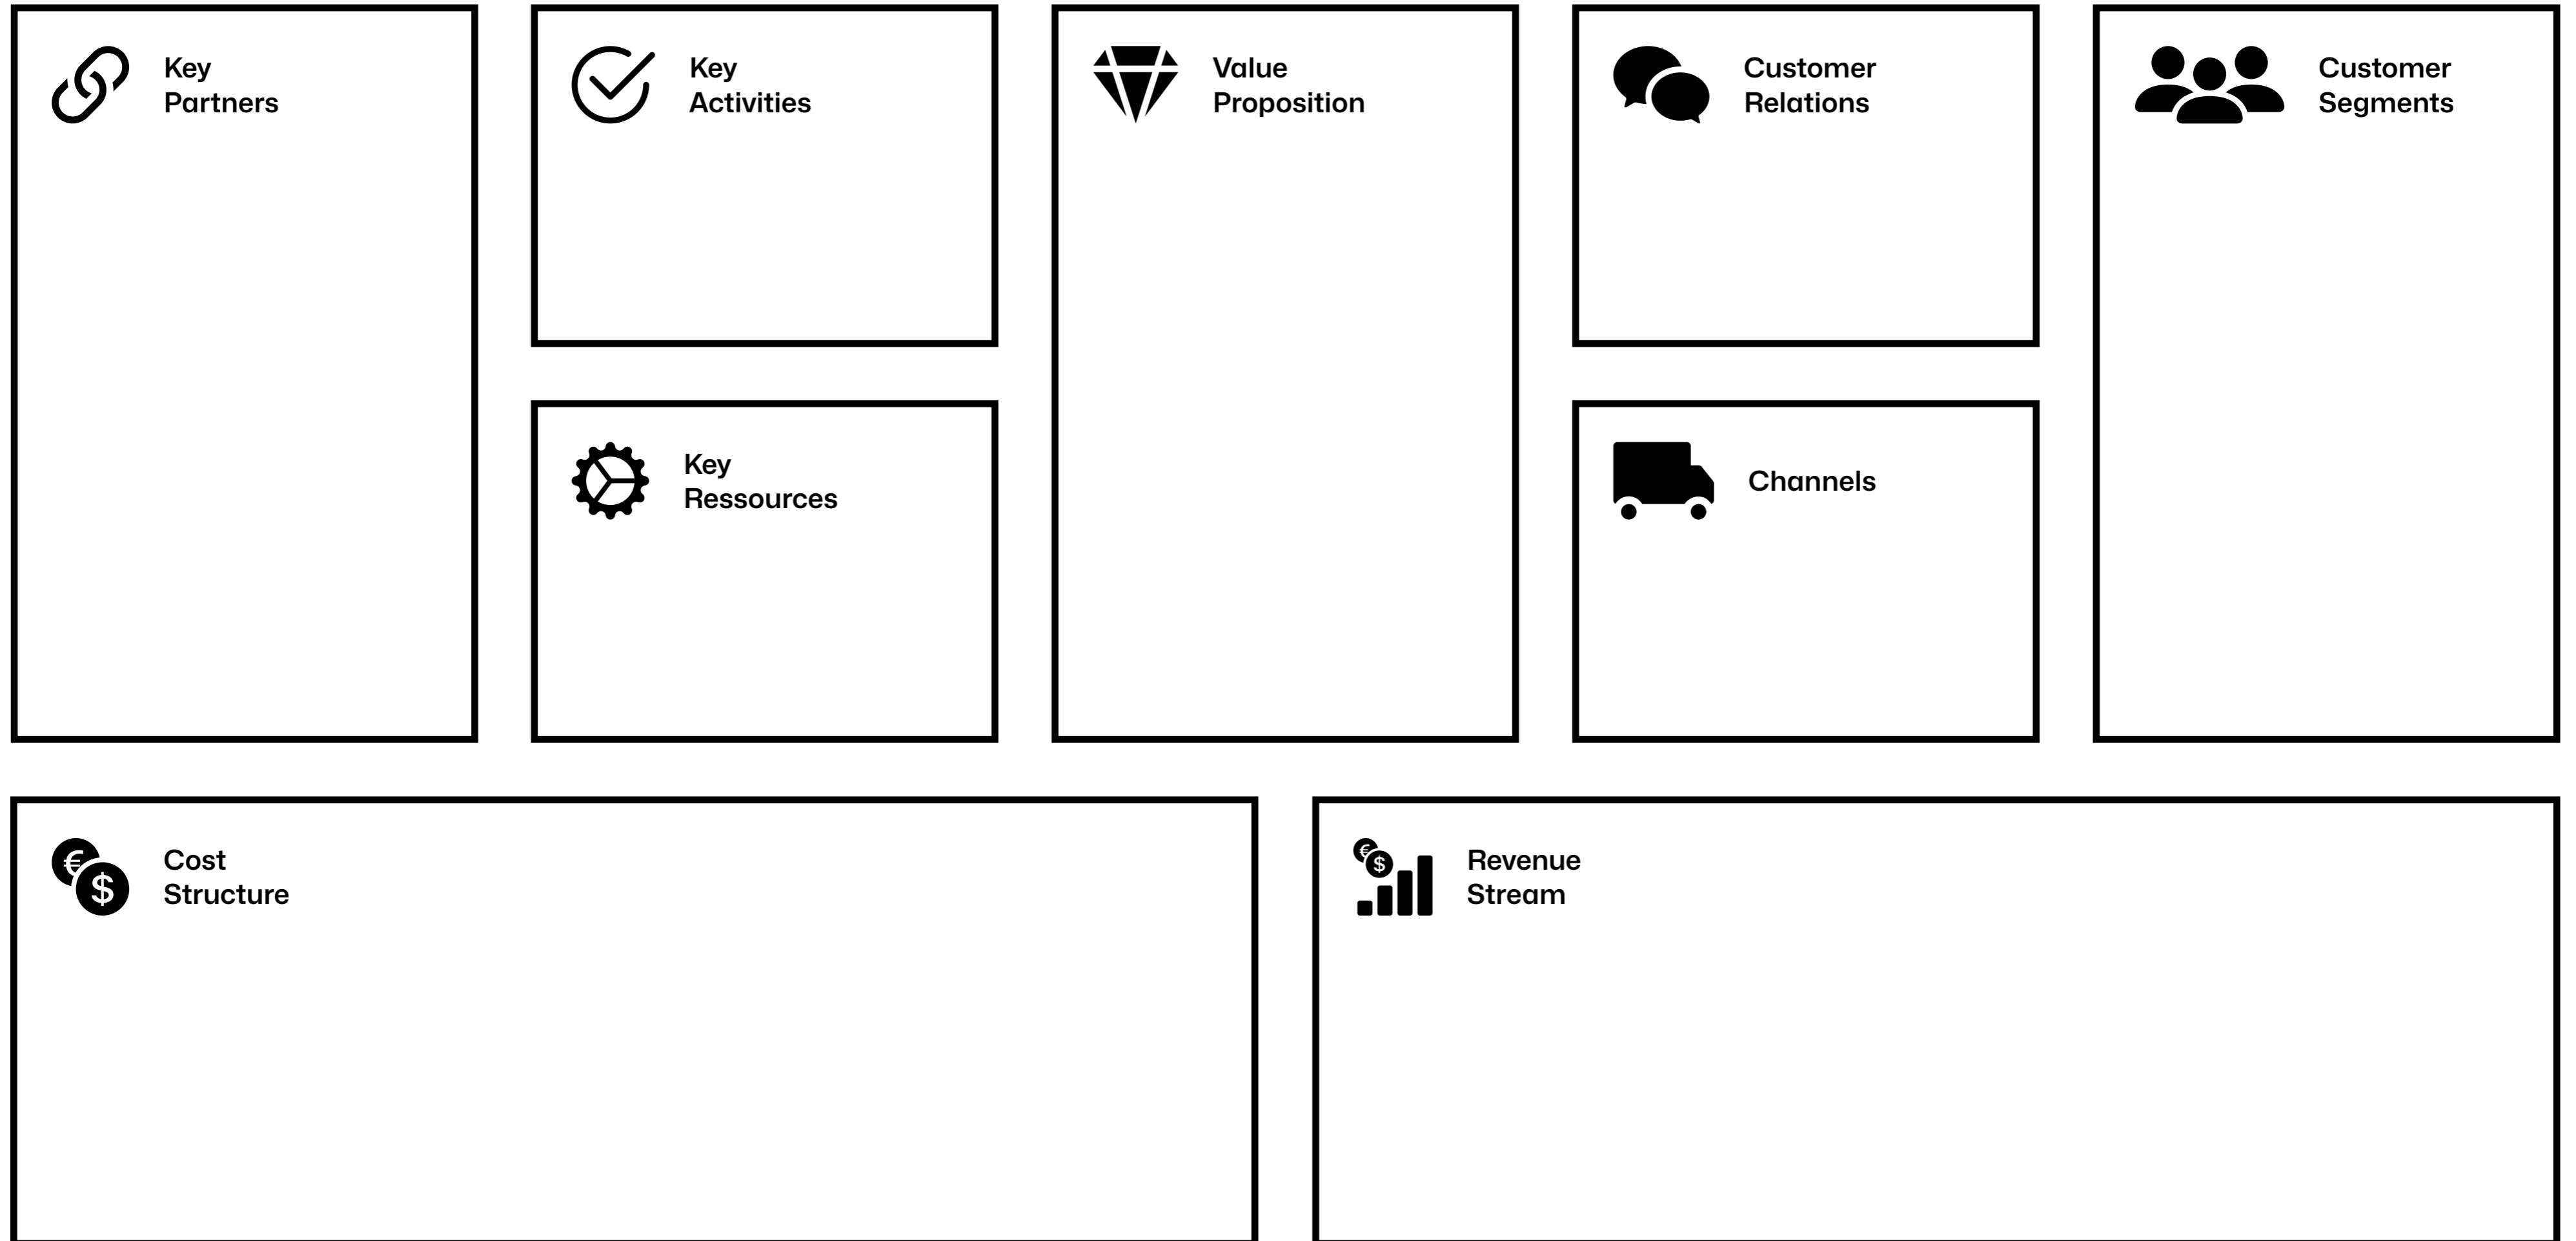 Key
Partners
Key
Activities
Value
Proposition
Customer
Relations
Customer
Segments
Key
Ressources
Channels
€
$
Cost
Structure
€
$
Revenue
Stream